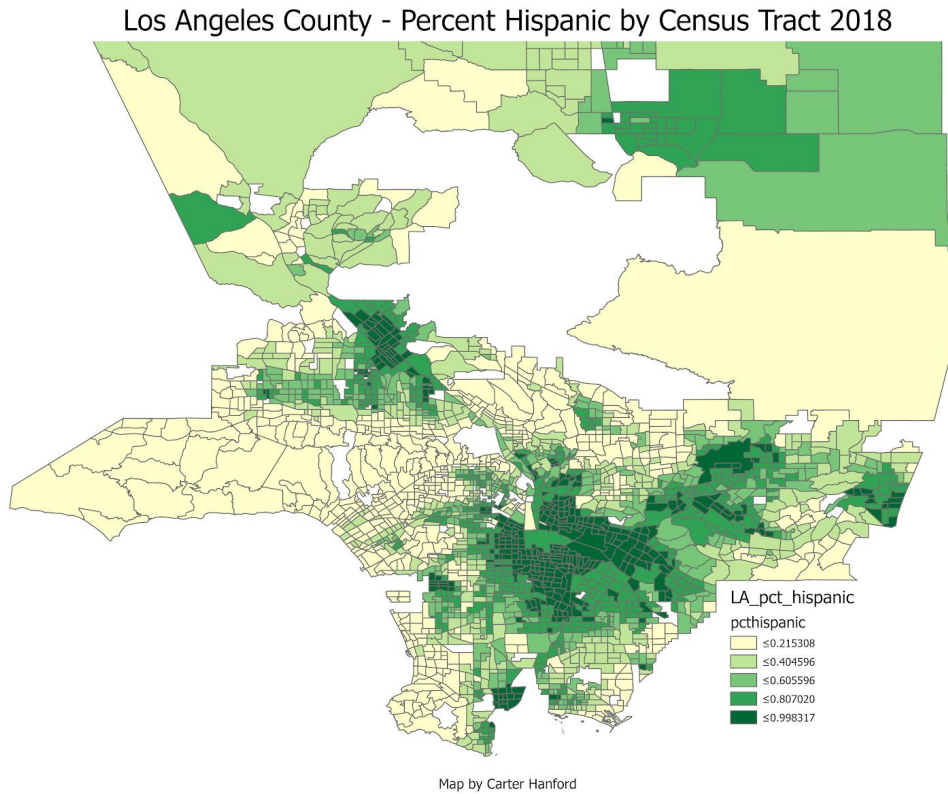 Los Angeles County - Percent Hispanic by Census Tract 2018
LA_pct_hispanic
pcthispanic
≤0.215308
≤0.404596
≤0.605596
≤0.807020
≤0.998317
Map by Carter Hanford